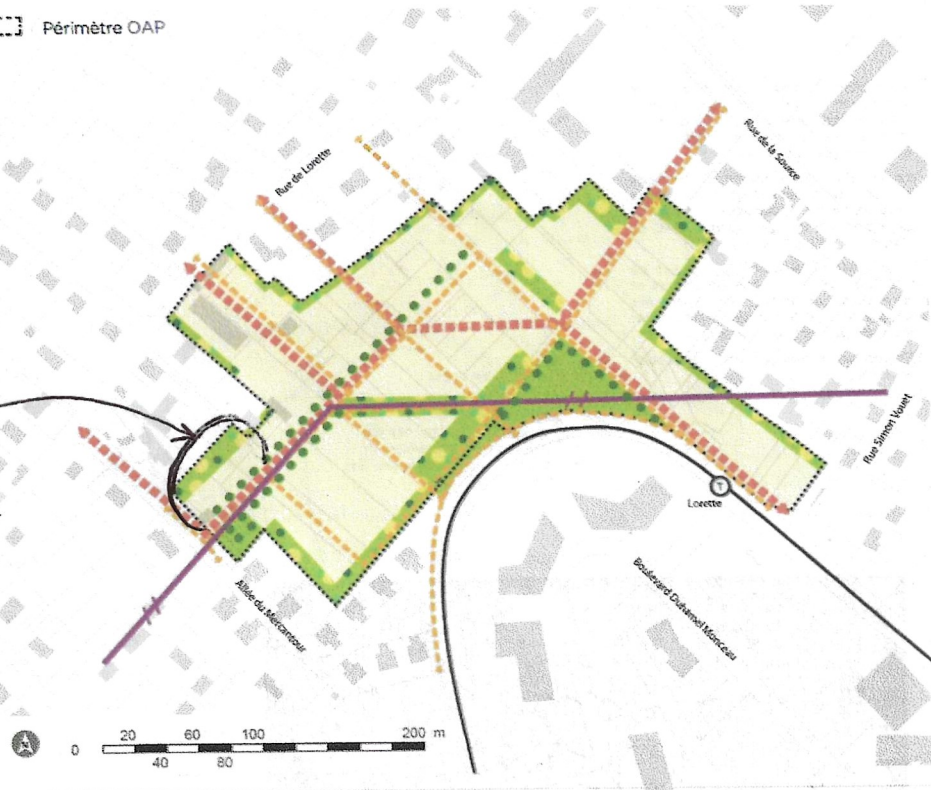 Périmètre OAP
Rue de la Source
Rue de Lorette
Rue Simon Vouet
T
Lorette
Allée du Mercantour
Boulevard Duhamel Monceau
N
0 20 60 100 200 m
40 80